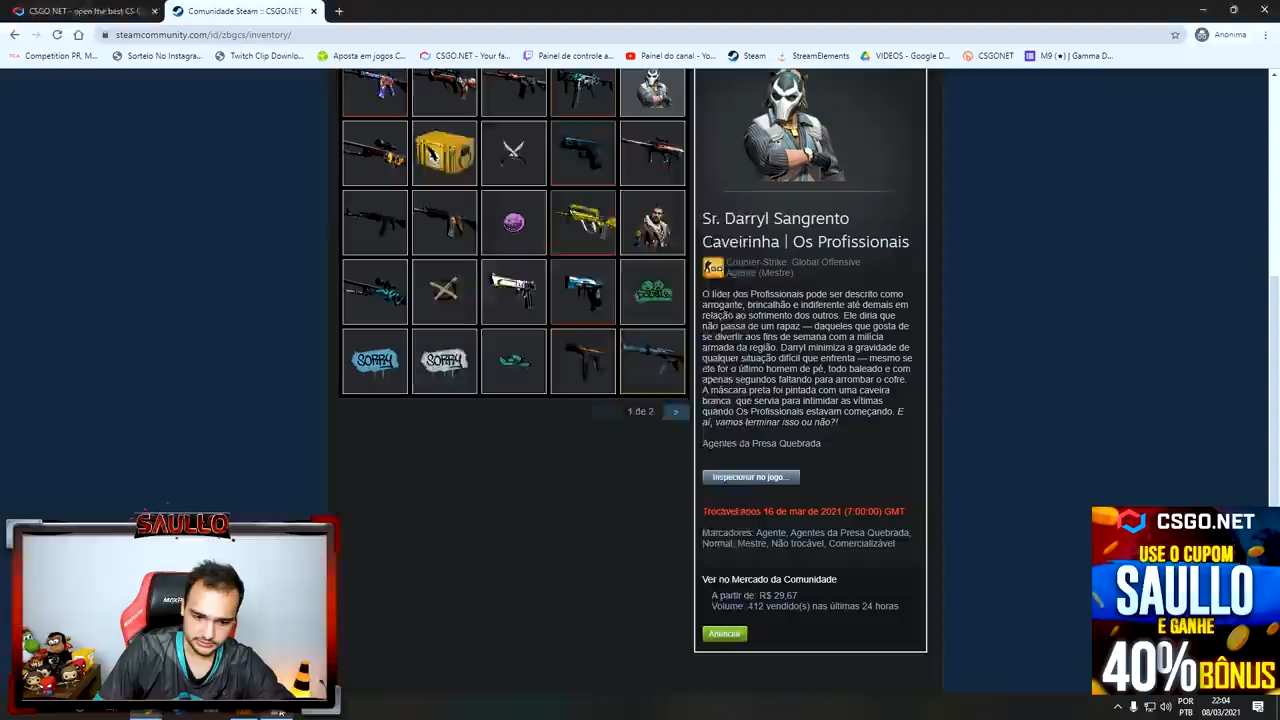 CSGO.NET - open the best CS G
Comunidade Steam :: CSGO.NET
steamcommunity.com/id/zbgcs/inventory/
Anônima
Competition PR, M...
Sorteio No Instagra...
Twitch Clip Downlo...
Aposta em jogos C...
CSGO.NET - Your fa...
Painel de controle a...
Painel do canal - Yo...
Steam
StreamElements
VIDEOS - Google D...
CSGONET
M9 (★) | Gamma D...
Sr. Darryl Sangrento
Caveirinha | Os Profissionais
Counter-Strike: Global Offensive
Agente (Mestre)
O líder dos Profissionais pode ser descrito como
arrogante, brincalhão e indiferente até demais em
relação ao sofrimento dos outros. Ele diria que
não passa de um rapaz — daqueles que gosta de
se divertir aos fins de semana com a milícia
armada da região. Darryl minimiza a gravidade de
qualquer situação difícil que enfrenta — mesmo se
ele for o último homem de pé, todo baleado e com
apenas segundos faltando para arrombar o cofre.
A máscara preta foi pintada com uma caveira
branca que servia para intimidar as vítimas
quando Os Profissionais estavam começando. E
aí, vamos terminar isso ou não?!
Agentes da Presa Quebrada
Inspecionar no jogo...
Trocável após 16 de mar de 2021 (7:00:00) GMT
Marcadores: Agente, Agentes da Presa Quebrada,
Normal, Mestre, Não trocável, Comercializável
Ver no Mercado da Comunidade
A partir de: R$ 29,67
Volume: 412 vendido(s) nas últimas 24 horas
Anunciar
SORRY
SORRY
1 de 2
»
SAULLO
CSGO.NET
USE O CUPOM
SAULLO
E GANHE
40% BÔNUS
POR
PTB
22:04
08/03/2021